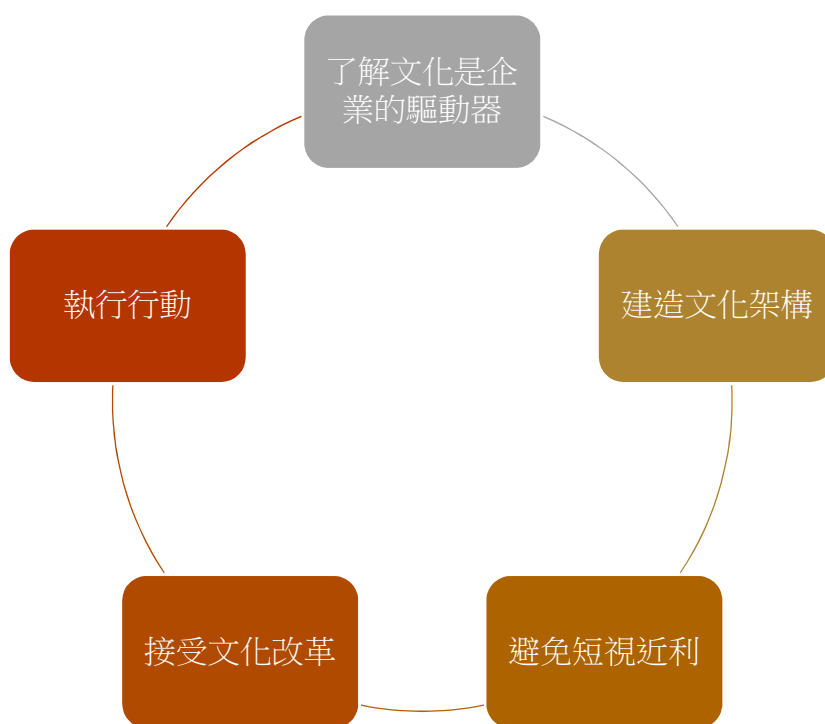 了解文化是企
業的驅動器
建造文化架構
避免短視近利
接受文化改革
執行行動